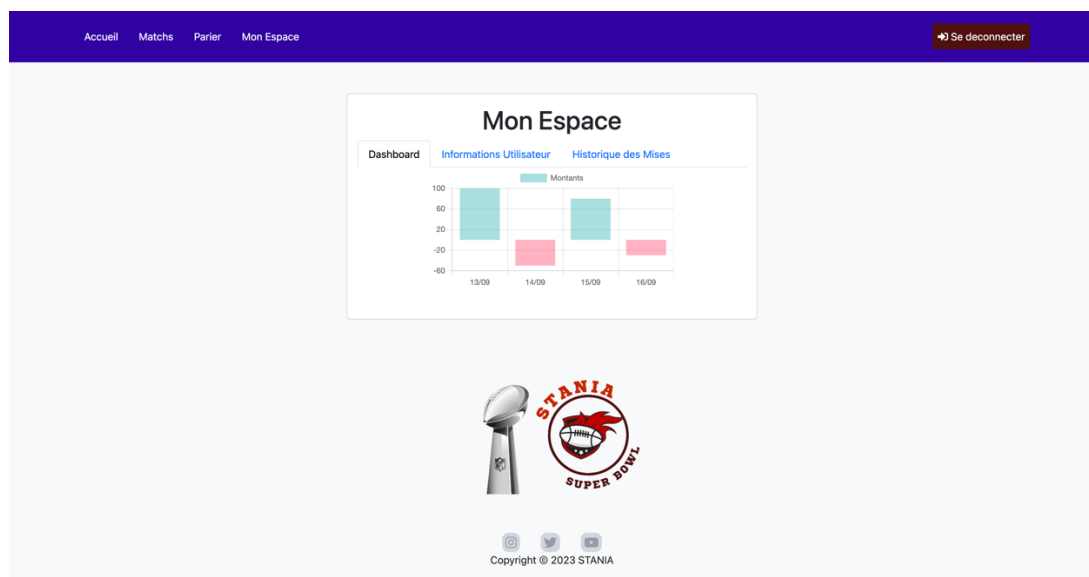 Accueil Matchs Parier Mon Espace Se deconnecter
Mon Espace
Dashboard Informations Utilisateur Historique des Mises
Montants
100
60
20
-20
-60
13/09 14/09 15/09 16/09
STANIA
SUPER BOWL
NFL
Copyright © 2023 STANIA